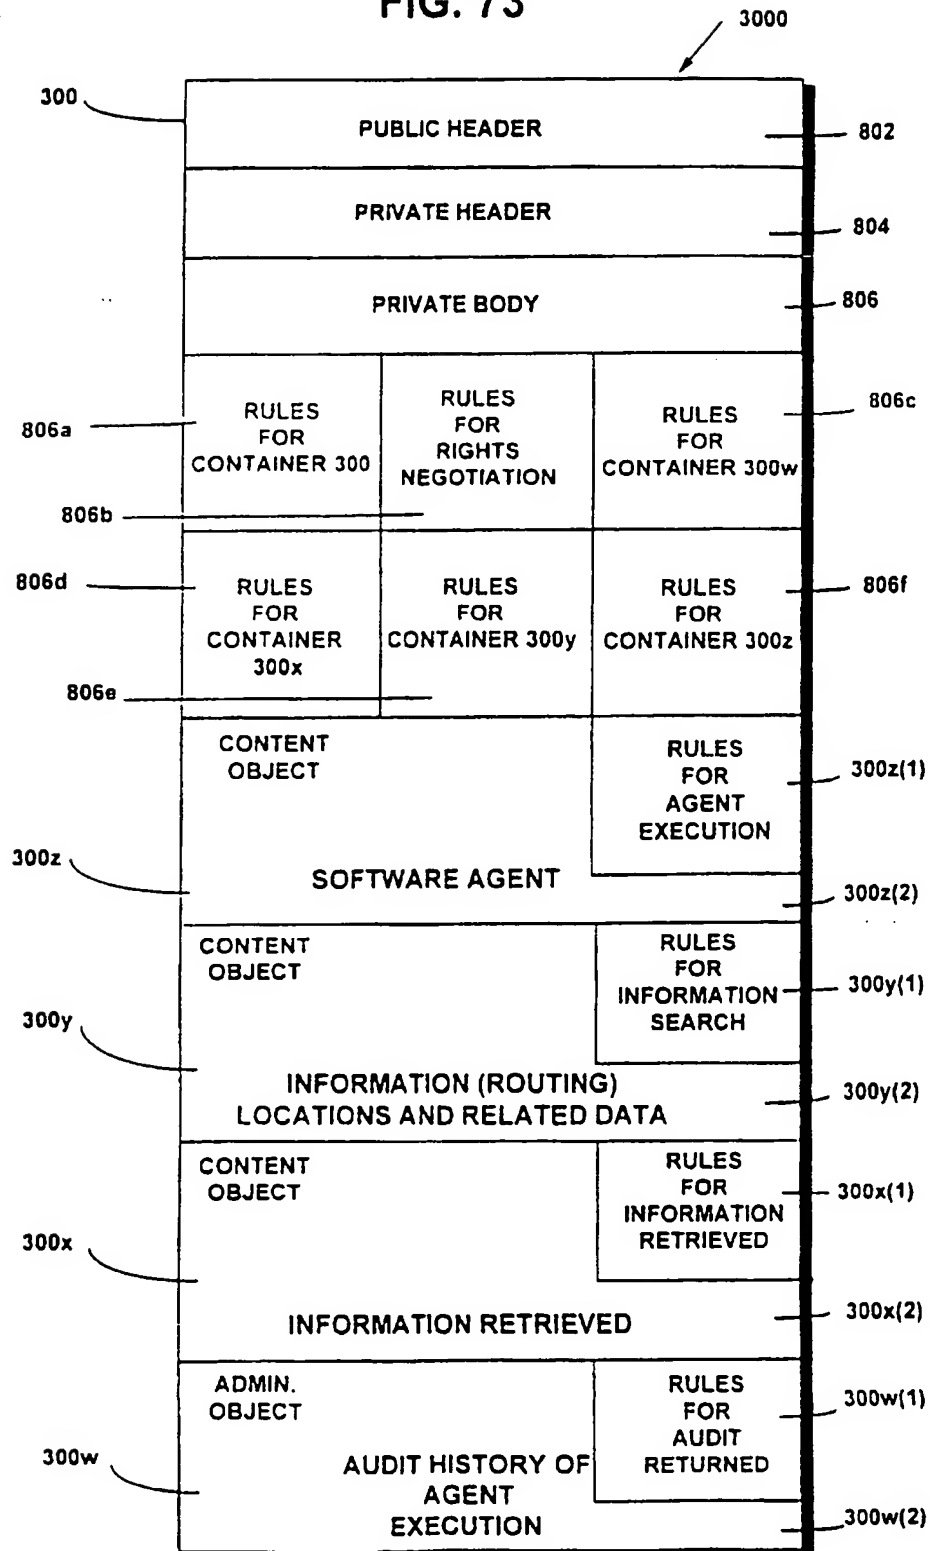 FIG. 73
3000
300
PUBLIC HEADER
802
PRIVATE HEADER
804
PRIVATE BODY
806
806a
RULES
FOR
CONTAINER 300
806b
RULES
FOR
RIGHTS
NEGOTIATION
RULES
FOR
CONTAINER 300w
806c
806d
RULES
FOR
CONTAINER
300x
806e
RULES
FOR
CONTAINER 300y
RULES
FOR
CONTAINER 300z
806f
CONTENT
OBJECT
RULES
FOR
AGENT
EXECUTION
300z(1)
300z
SOFTWARE AGENT
300z(2)
CONTENT
OBJECT
RULES
FOR
INFORMATION
SEARCH
300y(1)
300y
INFORMATION (ROUTING)
LOCATIONS AND RELATED DATA
300y(2)
CONTENT
OBJECT
RULES
FOR
INFORMATION
RETRIEVED
300x(1)
300x
INFORMATION RETRIEVED
300x(2)
ADMIN.
OBJECT
RULES
FOR
AUDIT
RETURNED
300w(1)
300w
AUDIT HISTORY OF
AGENT
EXECUTION
300w(2)